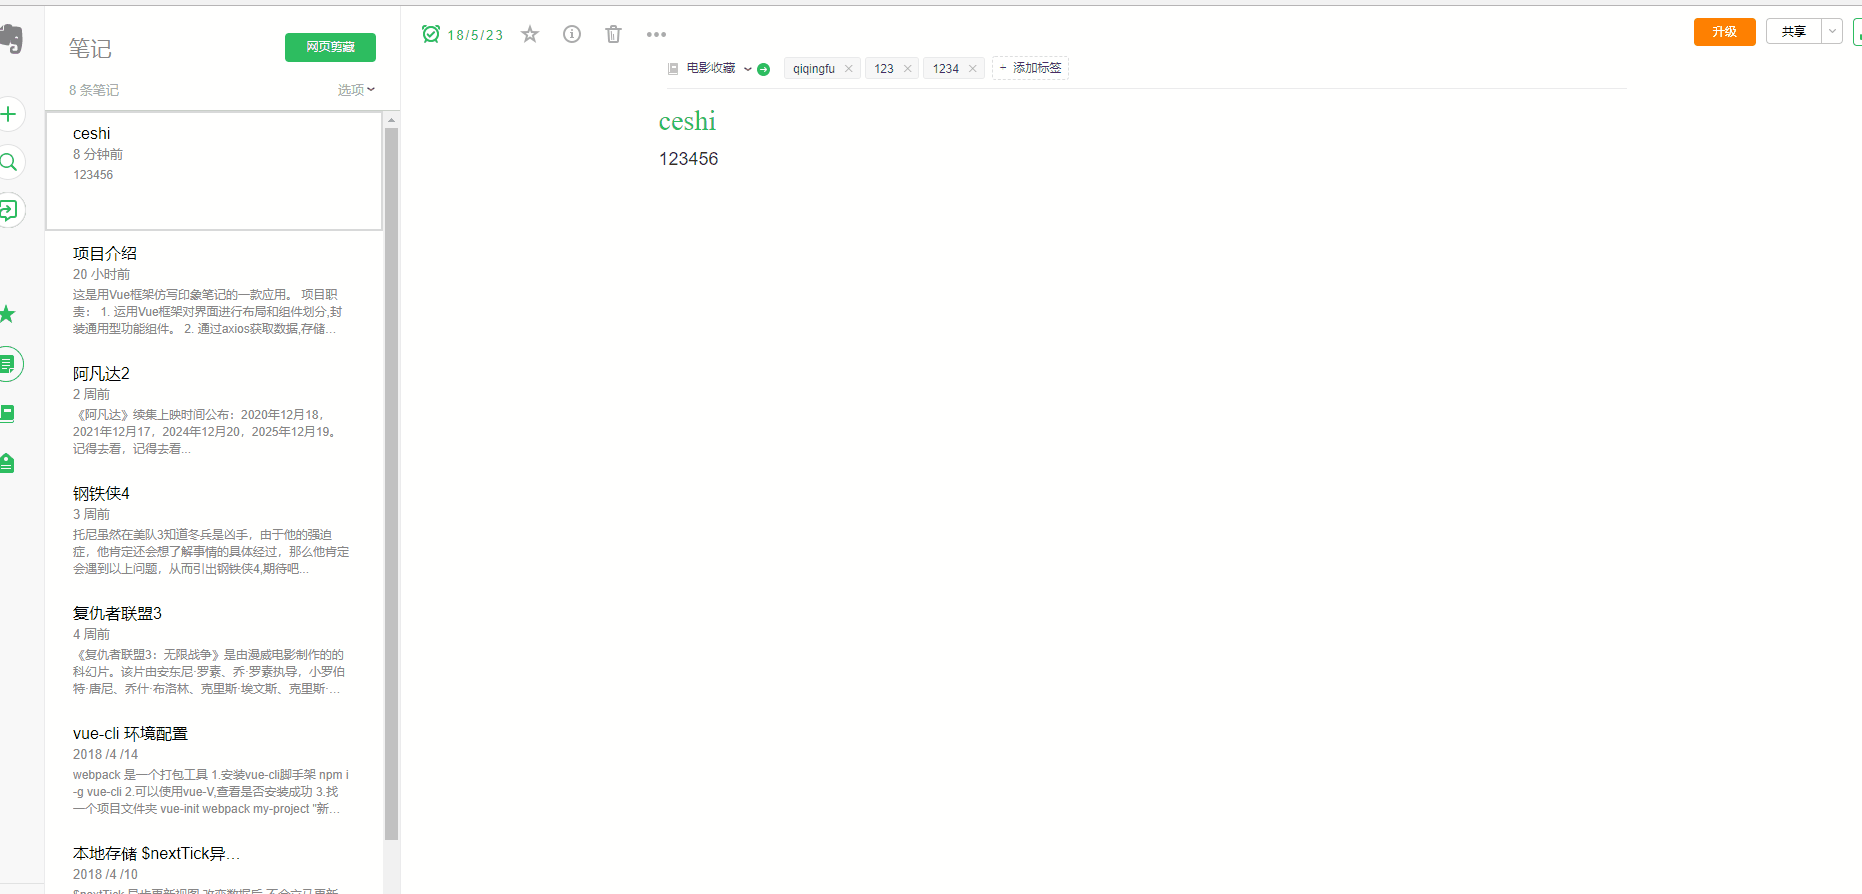 笔记
网页剪藏
8 条笔记
选项
ceshi
8 分钟前
123456
项目介绍
20 小时前
这是用Vue框架仿写印象笔记的一款应用。 项目职
责： 1. 运用Vue框架对界面进行布局和组件划分,封
装通用型功能组件。 2. 通过axios获取数据,存储...
阿凡达2
2 周前
《阿凡达》续集上映时间公布：2020年12月18，
2021年12月17，2024年12月20，2025年12月19。
记得去看，记得去看...
钢铁侠4
3 周前
托尼虽然在美队3知道冬兵是凶手，由于他的强迫
症，他肯定还会想了解事情的具体经过，那么他肯定
会遇到以上问题，从而引出钢铁侠4,期待吧...
复仇者联盟3
4 周前
《复仇者联盟3：无限战争》是由漫威电影制作的的
科幻片。该片由安东尼·罗素、乔·罗素执导，小罗伯
特·唐尼、乔什·布洛林、克里斯·埃文斯、克里斯·...
vue-cli 环境配置
2018 /4 /14
webpack 是一个打包工具 1.安装vue-cli脚手架 npm i
-g vue-cli 2.可以使用vue-V,查看是否安装成功 3.找
一个项目文件夹 vue-init webpack my-project "新...
本地存储 $nextTick异...
2018 /4 /10
$nextTick 异步更新视图 改变数据后,不会立马更新
18/5/23
升级
共享
电影收藏
qiqingfu
123
1234
+ 添加标签
ceshi
123456